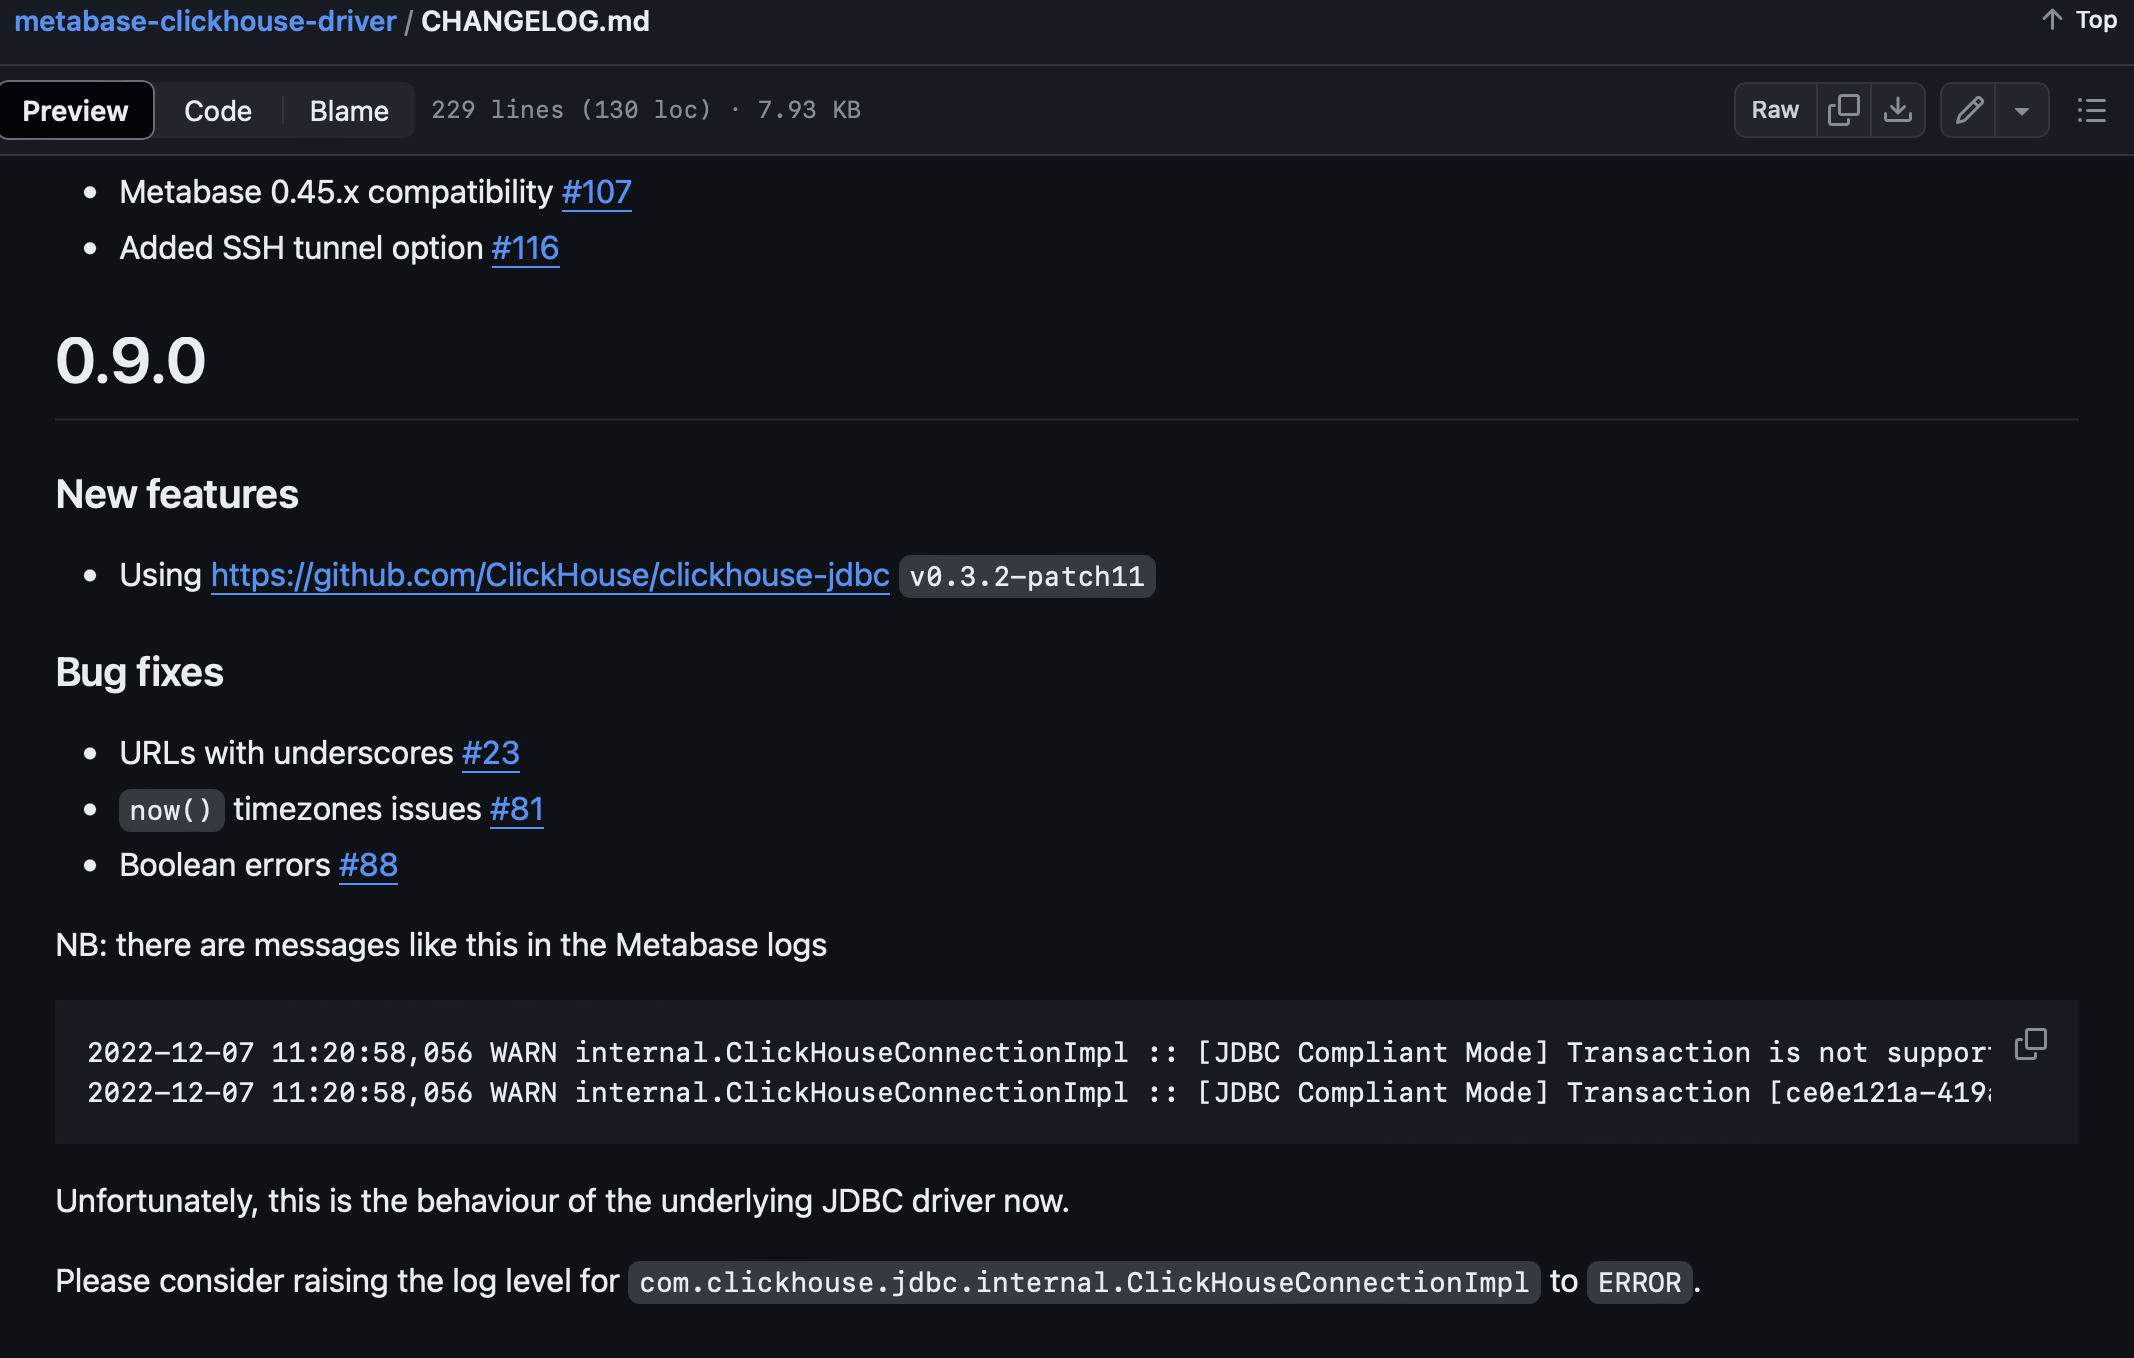 metabase-clickhouse-driver / CHANGELOG.md
Top
Preview Code Blame 229 lines (130 loc) · 7.93 KB
Raw
Metabase 0.45.x compatibility #107
Added SSH tunnel option #116
0.9.0
New features
Using https://github.com/ClickHouse/clickhouse-jdbc v0.3.2-patch11
Bug fixes
URLs with underscores #23
now() timezones issues #81
Boolean errors #88
NB: there are messages like this in the Metabase logs
2022-12-07 11:20:58,056 WARN internal.ClickHouseConnectionImpl :: [JDBC Compliant Mode] Transaction is not suppor
2022-12-07 11:20:58,056 WARN internal.ClickHouseConnectionImpl :: [JDBC Compliant Mode] Transaction [ce0e121a-419a
Unfortunately, this is the behaviour of the underlying JDBC driver now.
Please consider raising the log level for com.clickhouse.jdbc.internal.ClickHouseConnectionImpl to ERROR.